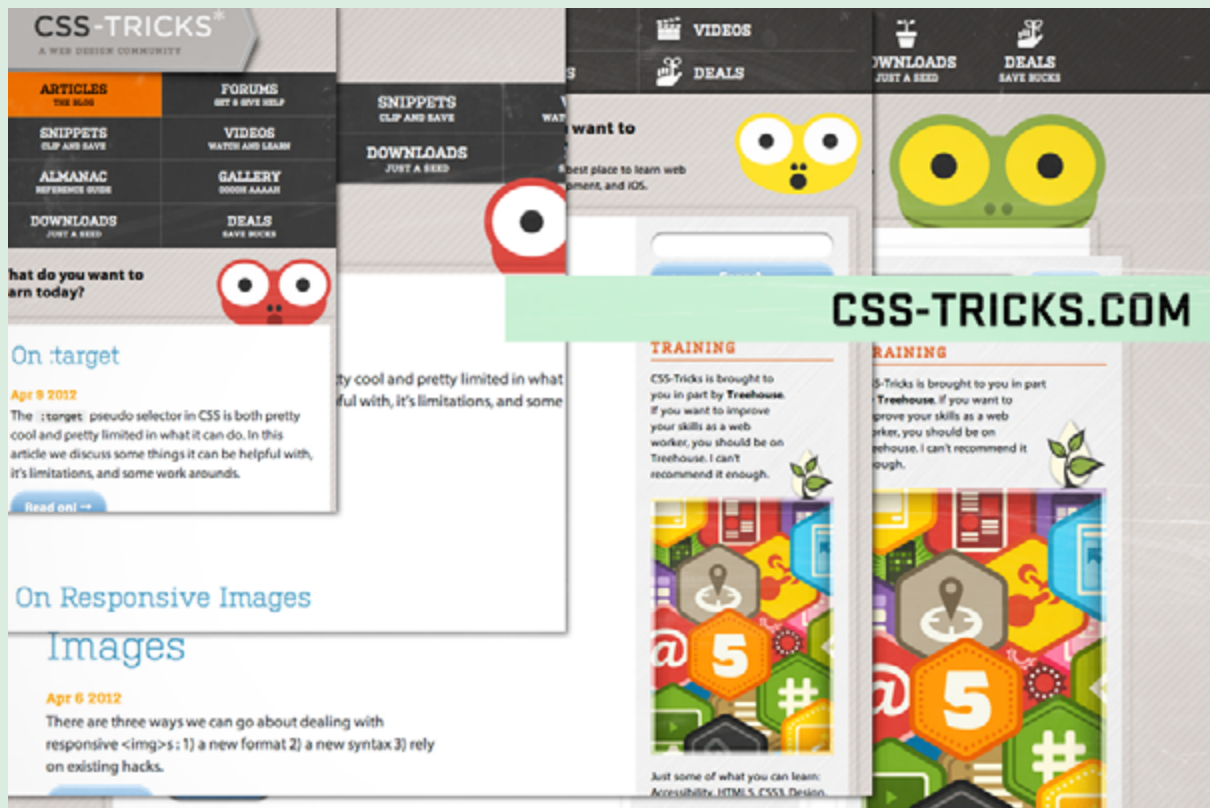 CSS-TRICKS*
A WEB DESIGN COMMUNITY
ARTICLES
THE BLOG
FORUMS
GET & GIVE HELP
SNIPPETS
CLIP AND SAVE
VIDEOS
WATCH AND LEARN
ALMANAC
REFERENCE GUIDE
GALLERY
OOOOH AAAAH
DOWNLOADS
JUST A SEED
DEALS
SAVE BUCKS
hat do you want to
arn today?
On :target
Apr 9 2012
The :target pseudo selector in CSS is both pretty
cool and pretty limited in what it can do. In this
article we discuss some things it can be helpful with,
it's limitations, and some work arounds.
Read on! →
SNIPPETS
CLIP AND SAVE
WAT
DOWNLOADS
JUST A SEED
ty cool and pretty limited in what
ful with, it's limitations, and some
On Responsive Images
Images
Apr 6 2012
There are three ways we can go about dealing with
responsive <img>s : 1) a new format 2) a new syntax 3) rely
on existing hacks.
S
VIDEOS
DEALS
want to
best place to learn web
pment, and iOS.
TRAINING
CSS-Tricks is brought to
you in part by Treehouse.
If you want to improve
your skills as a web
worker, you should be on
Treehouse. I can't
recommend it enough.
@
5
#
Just some of what you can learn:
Accessibility, HTML5, CSS3, Design,
OWNLOADS
JUST A SEED
DEALS
SAVE BUCKS
CSS-TRICKS.COM
RAINING
S-Tricks is brought to you in part
Treehouse. If you want to
prove your skills as a web
orker, you should be on
eehouse. I can't recommend it
ough.
@
5
#